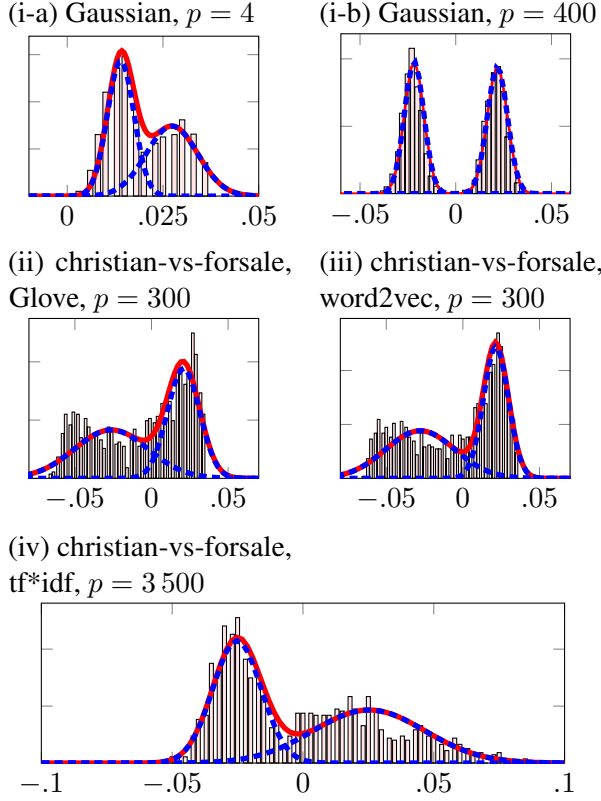 (i-a) Gaussian, p = 4
(i-b) Gaussian, p = 400
0 .025 .05
−.05 0 .05
(ii) christian-vs-forsale,
Glove, p = 300
(iii) christian-vs-forsale,
word2vec, p = 300
−.05 0 .05
−.05 0 .05
(iv) christian-vs-forsale,
tf*idf, p = 3 500
−.1 −.05 0 .05 .1